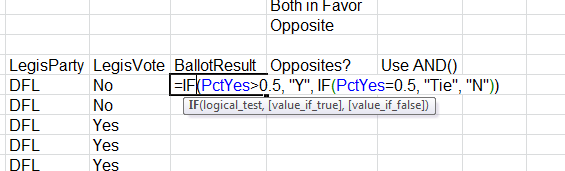 Both in Favor
Opposite
LegisParty LegisVote BallotResult Opposites? Use AND()
DFL No =IF(PctYes>0.5, "Y", IF(PctYes=0.5, "Tie", "N"))
DFL No IF(logical_test, [value_if_true], [value_if_false])
DFL Yes
DFL Yes
DFL Yes